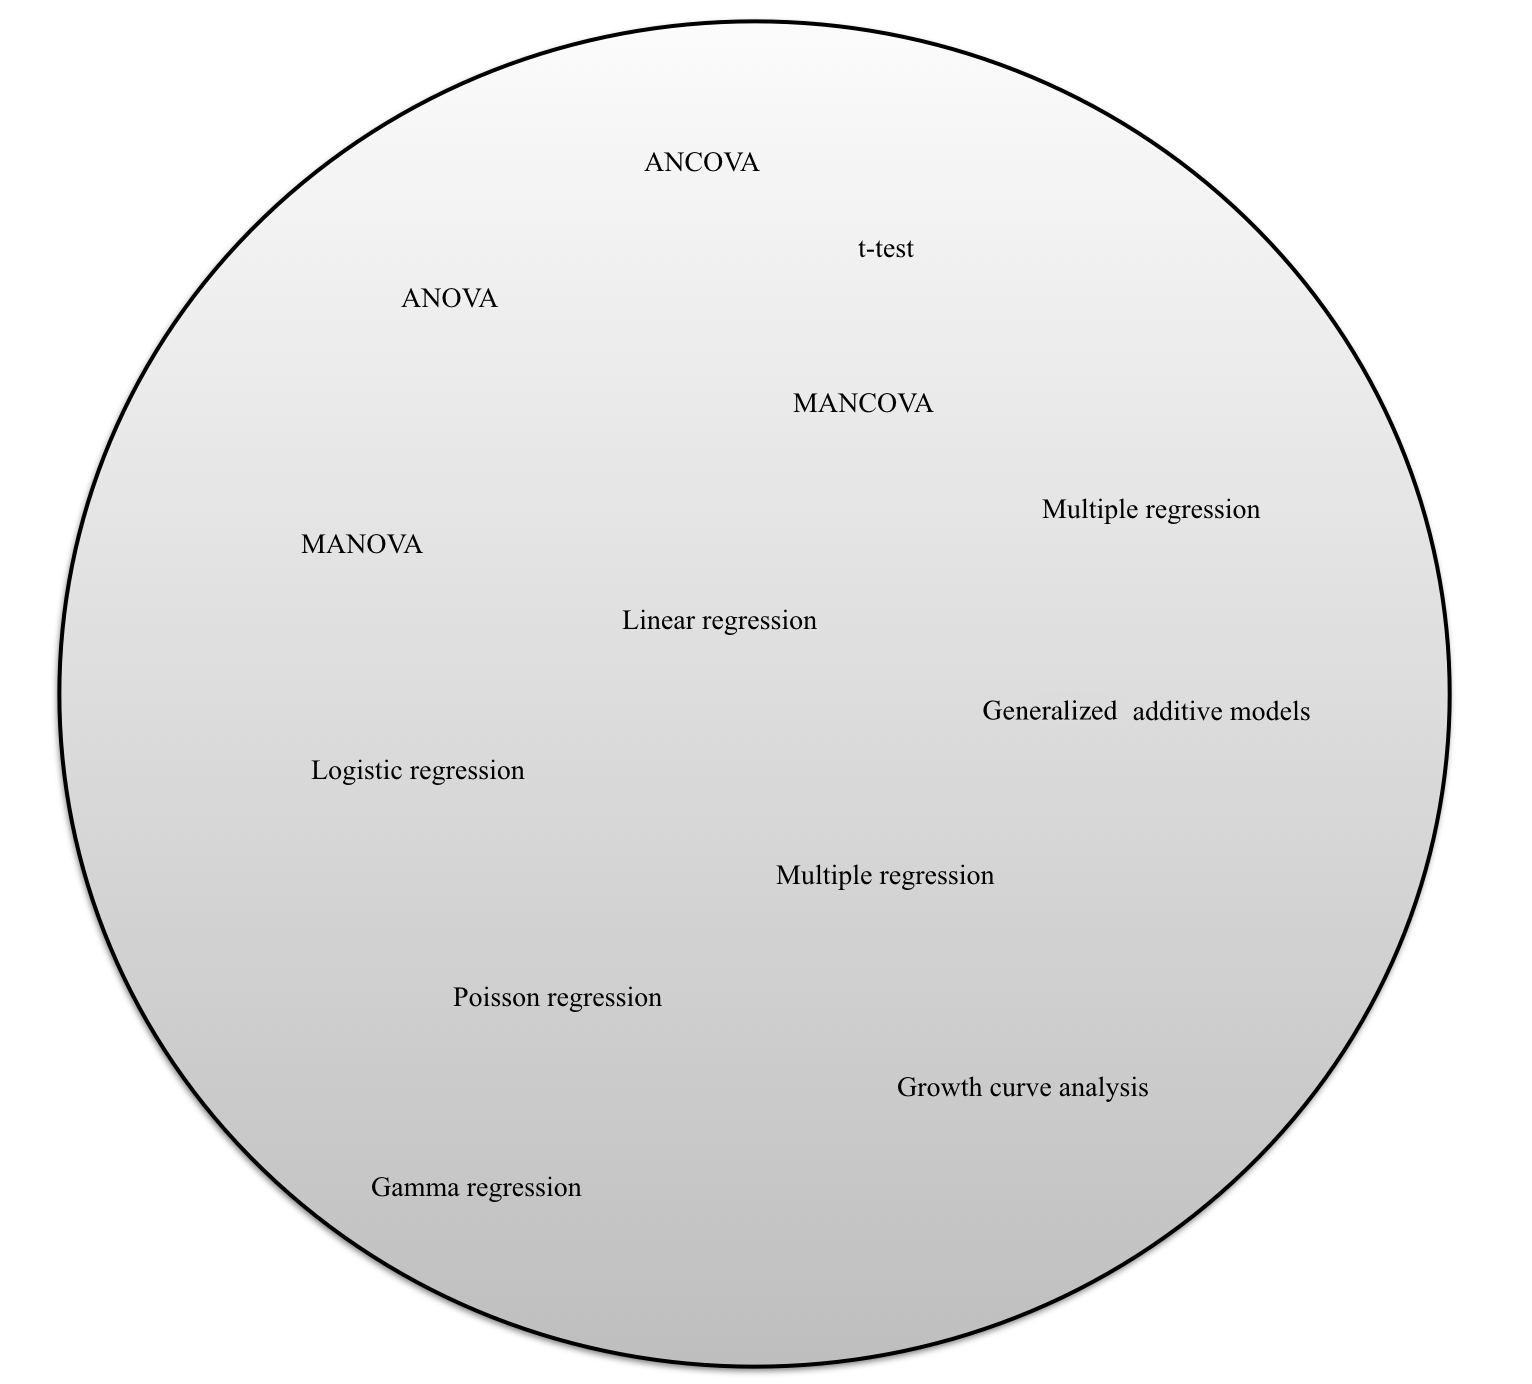 ANCOVA
t-test
ANOVA
MANCOVA
Multiple regression
MANOVA
Linear regression
Generalized  additive models
Logistic regression
Multiple regression
Poisson regression
Growth curve analysis
Gamma regression